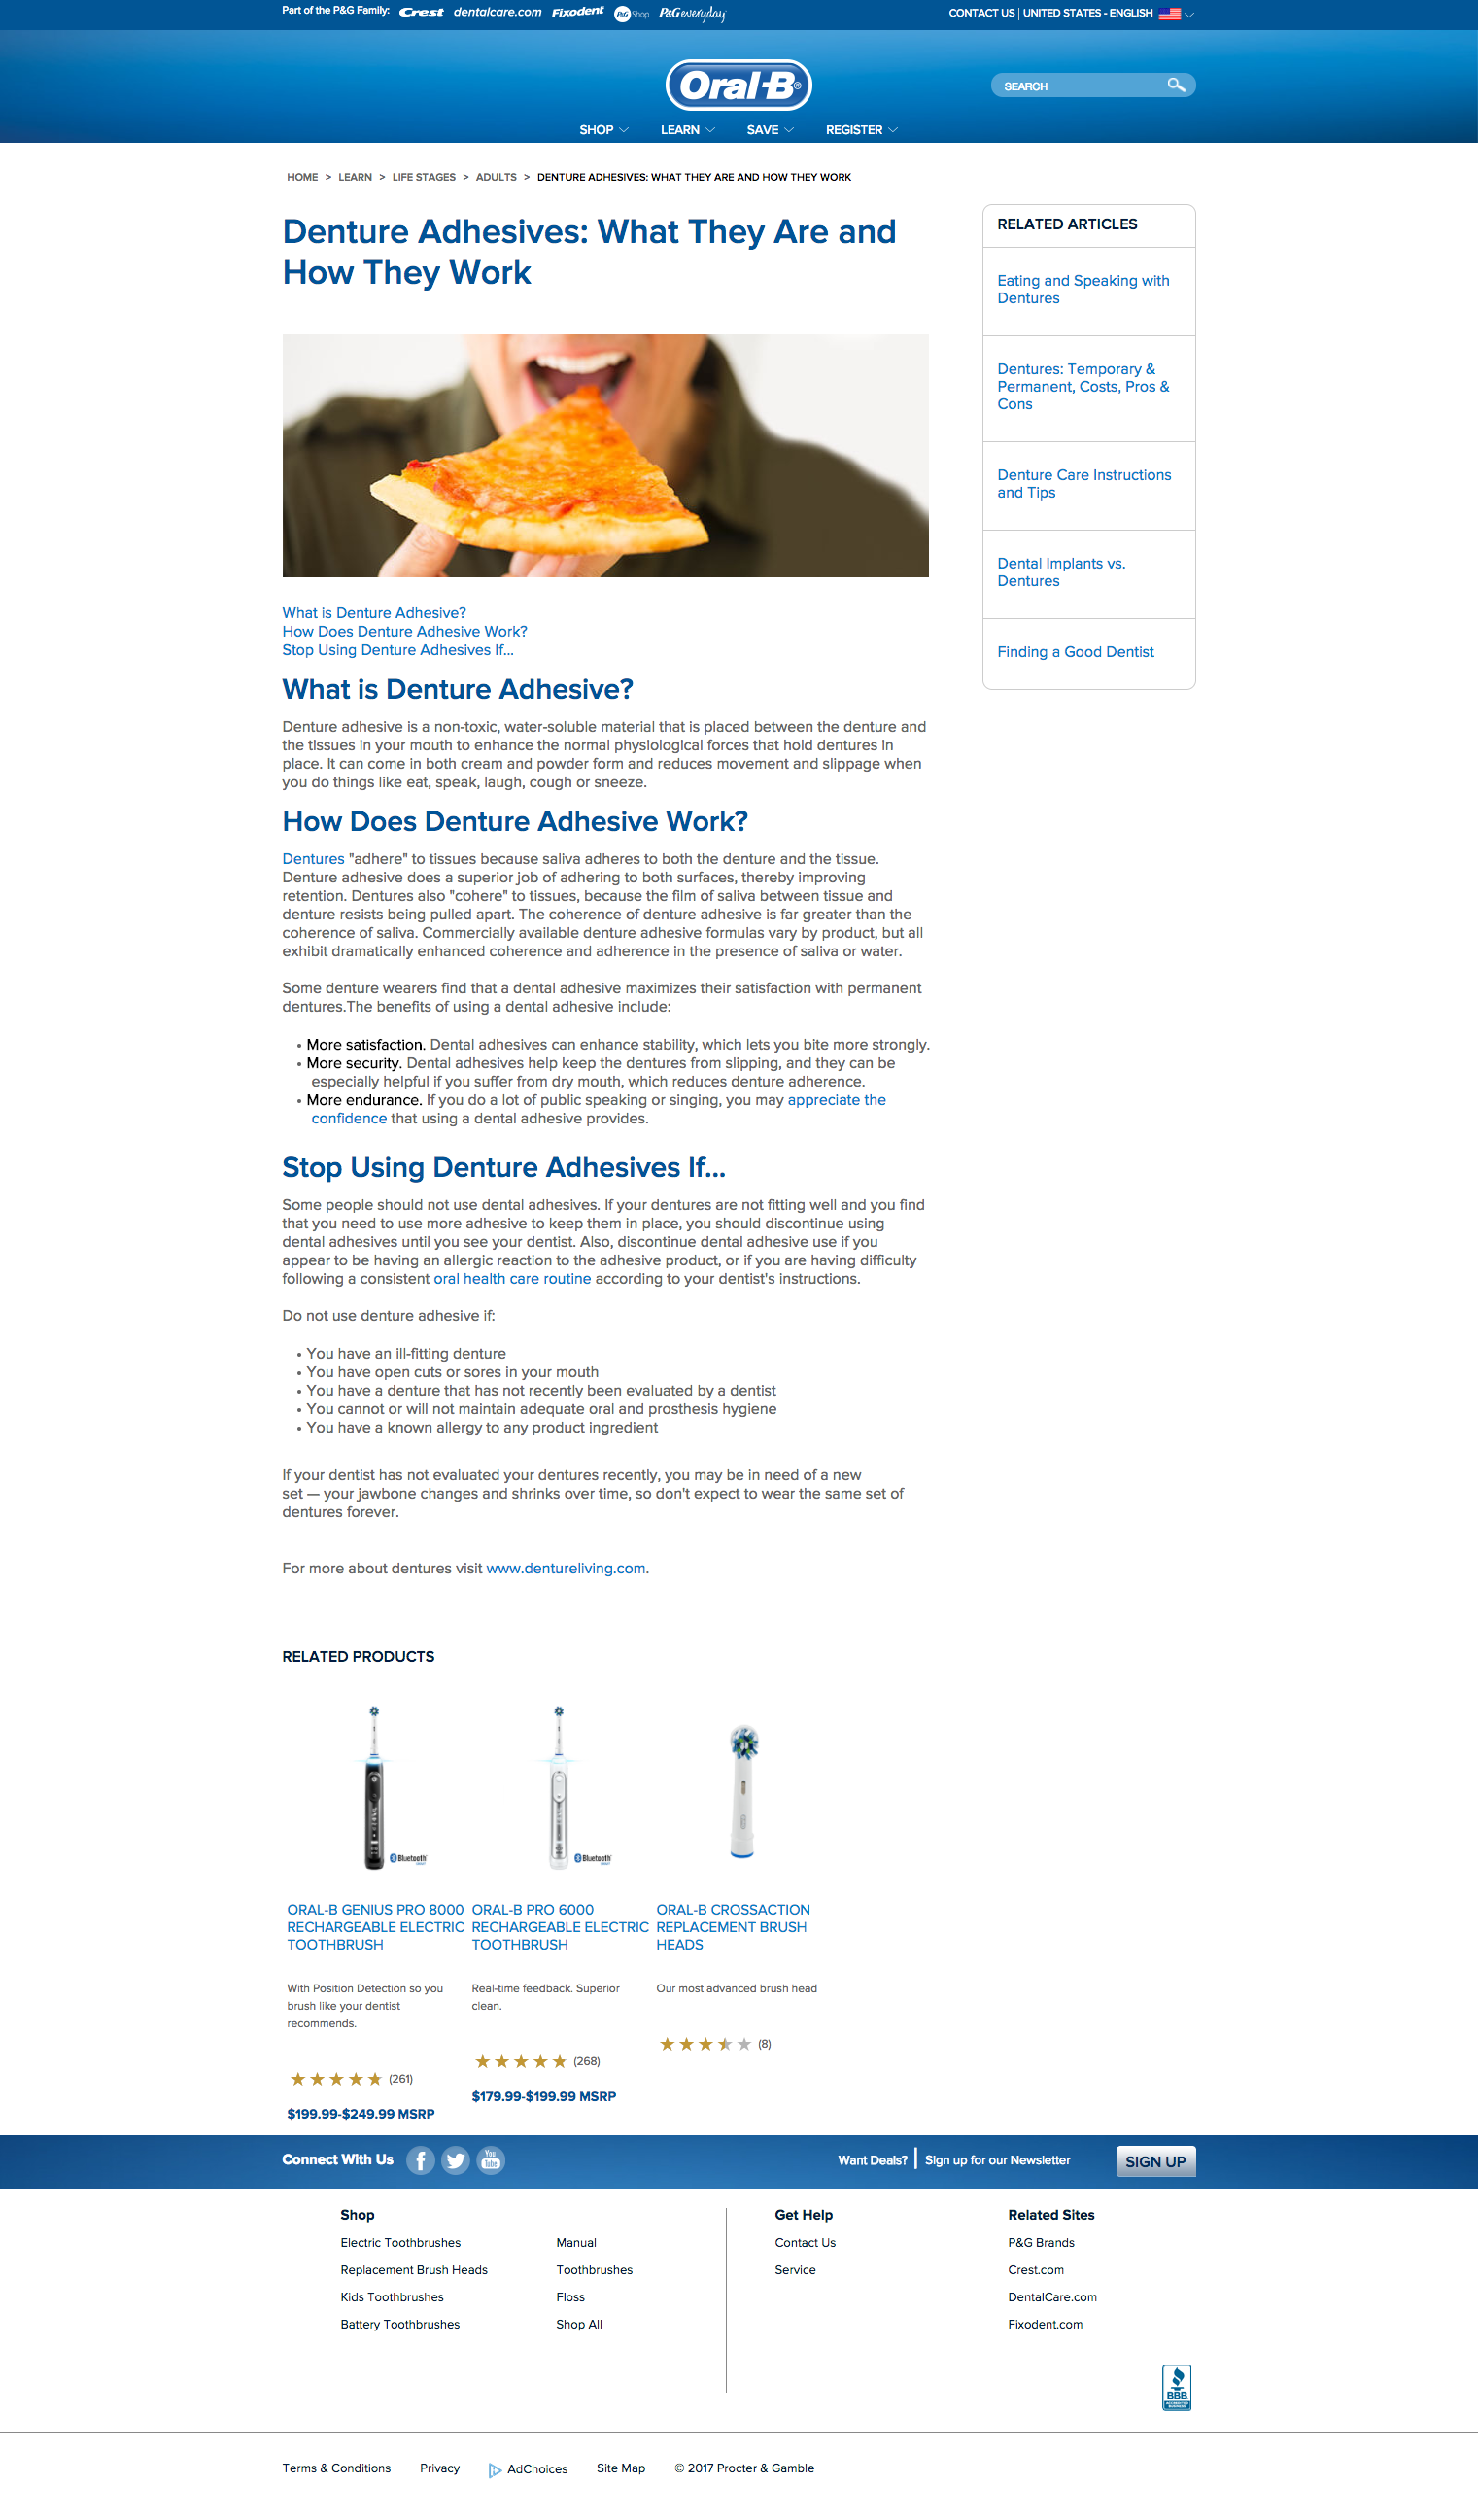 Part of the P&G Family: Crest dentalcare.com Fixodent P&G Shop P&G everyday
CONTACT US | UNITED STATES - ENGLISH
Oral-B
SEARCH
SHOP LEARN SAVE REGISTER
HOME > LEARN > LIFE STAGES > ADULTS > DENTURE ADHESIVES: WHAT THEY ARE AND HOW THEY WORK
Denture Adhesives: What They Are and
How They Work
RELATED ARTICLES
Eating and Speaking with
Dentures
Dentures: Temporary &
Permanent, Costs, Pros &
Cons
Denture Care Instructions
and Tips
Dental Implants vs.
Dentures
Finding a Good Dentist
What is Denture Adhesive?
How Does Denture Adhesive Work?
Stop Using Denture Adhesives If...
What is Denture Adhesive?
Denture adhesive is a non-toxic, water-soluble material that is placed between the denture and
the tissues in your mouth to enhance the normal physiological forces that hold dentures in
place. It can come in both cream and powder form and reduces movement and slippage when
you do things like eat, speak, laugh, cough or sneeze.
How Does Denture Adhesive Work?
Dentures "adhere" to tissues because saliva adheres to both the denture and the tissue.
Denture adhesive does a superior job of adhering to both surfaces, thereby improving
retention. Dentures also "cohere" to tissues, because the film of saliva between tissue and
denture resists being pulled apart. The coherence of denture adhesive is far greater than the
coherence of saliva. Commercially available denture adhesive formulas vary by product, but all
exhibit dramatically enhanced coherence and adherence in the presence of saliva or water.
Some denture wearers find that a dental adhesive maximizes their satisfaction with permanent
dentures.The benefits of using a dental adhesive include:
• More satisfaction. Dental adhesives can enhance stability, which lets you bite more strongly.
• More security. Dental adhesives help keep the dentures from slipping, and they can be
especially helpful if you suffer from dry mouth, which reduces denture adherence.
• More endurance. If you do a lot of public speaking or singing, you may appreciate the
confidence that using a dental adhesive provides.
Stop Using Denture Adhesives If...
Some people should not use dental adhesives. If your dentures are not fitting well and you find
that you need to use more adhesive to keep them in place, you should discontinue using
dental adhesives until you see your dentist. Also, discontinue dental adhesive use if you
appear to be having an allergic reaction to the adhesive product, or if you are having difficulty
following a consistent oral health care routine according to your dentist's instructions.
Do not use denture adhesive if:
• You have an ill-fitting denture
• You have open cuts or sores in your mouth
• You have a denture that has not recently been evaluated by a dentist
• You cannot or will not maintain adequate oral and prosthesis hygiene
• You have a known allergy to any product ingredient
If your dentist has not evaluated your dentures recently, you may be in need of a new
set — your jawbone changes and shrinks over time, so don't expect to wear the same set of
dentures forever.
For more about dentures visit www.dentureliving.com.
RELATED PRODUCTS
Bluetooth
Bluetooth
ORAL-B GENIUS PRO 8000
RECHARGEABLE ELECTRIC
TOOTHBRUSH
With Position Detection so you
brush like your dentist
recommends.
(261)
$199.99-$249.99 MSRP
ORAL-B PRO 6000
RECHARGEABLE ELECTRIC
TOOTHBRUSH
Real-time feedback. Superior
clean.
(268)
$179.99-$199.99 MSRP
ORAL-B CROSSACTION
REPLACEMENT BRUSH
HEADS
Our most advanced brush head
(8)
Connect With Us f You Tube
Want Deals? | Sign up for our Newsletter
SIGN UP
Shop
Electric Toothbrushes
Replacement Brush Heads
Kids Toothbrushes
Battery Toothbrushes
Manual
Toothbrushes
Floss
Shop All
Get Help
Contact Us
Service
Related Sites
P&G Brands
Crest.com
DentalCare.com
Fixodent.com
BBB
Terms & Conditions Privacy AdChoices Site Map © 2017 Procter & Gamble